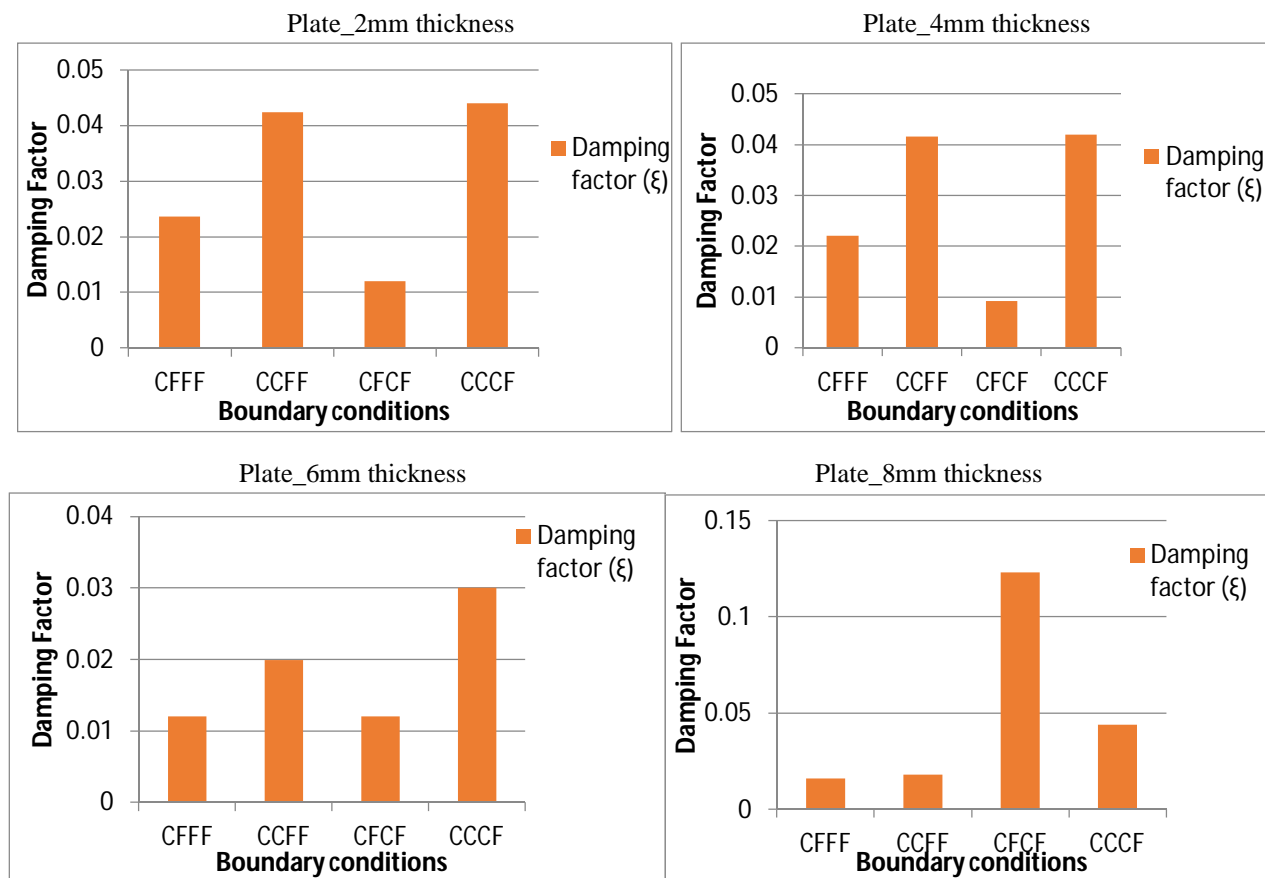 Plate_2mm thickness
0.05
0.04
0.03
0.02
0.01
0
Damping Factor
CFFF CCFF CFCF CCCF
Boundary conditions
Damping
factor (ξ)
Plate_4mm thickness
0.05
0.04
0.03
0.02
0.01
0
Damping Factor
CFFF CCFF CFCF CCCF
Boundary conditions
Damping
factor (ξ)
Plate_6mm thickness
0.04
0.03
0.02
0.01
0
Damping Factor
CFFF CCFF CFCF CCCF
Boundary conditions
Damping
factor (ξ)
Plate_8mm thickness
0.15
0.1
0.05
0
Damping Factor
CFFF CCFF CFCF CCCF
Boundary conditions
Damping
factor (ξ)